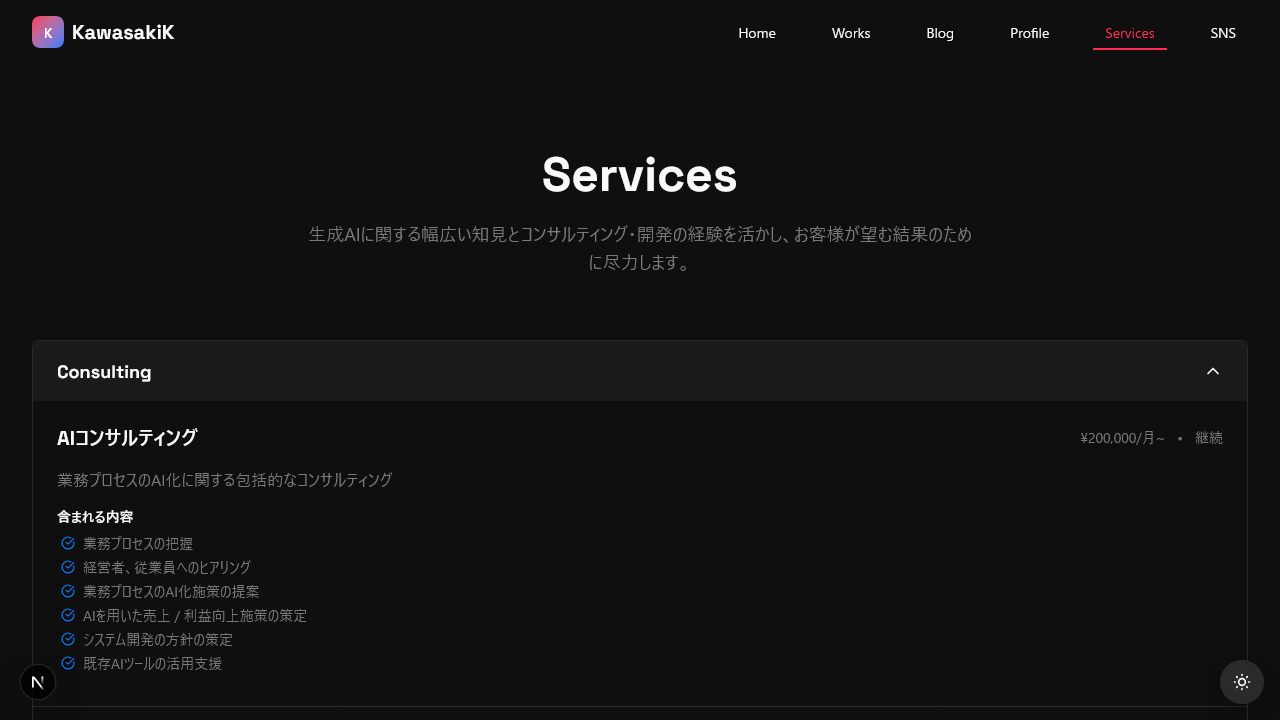 K KawasakiK
Home Works Blog Profile Services SNS
Services
生成AIに関する幅広い知見とコンサルティング・開発の経験を活かし、お客様が望む結果のため
に尽力します。
Consulting
AIコンサルティング
¥200,000/月~ • 継続
業務プロセスのAI化に関する包括的なコンサルティング
含まれる内容
業務プロセスの把握
経営者、従業員へのヒアリング
業務プロセスのAI化施策の提案
AIを用いた売上 / 利益向上施策の策定
システム開発の方針の策定
既存AIツールの活用支援
N